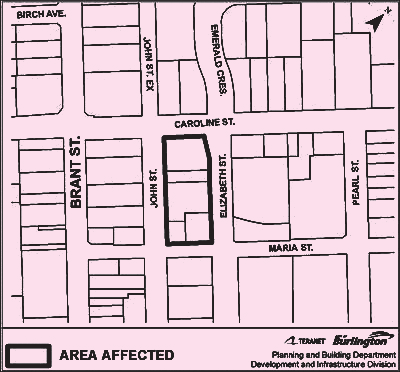 BIRCH AVE.
JOHN ST. EX
EMERALD CRES.
N
CAROLINE ST.
BRANT ST.
JOHN ST.
ELIZABETH ST.
PEARL ST.
MARIA ST.
TERANET Burlington
AREA AFFECTED
Planning and Building Department
Development and Infrastructure Division